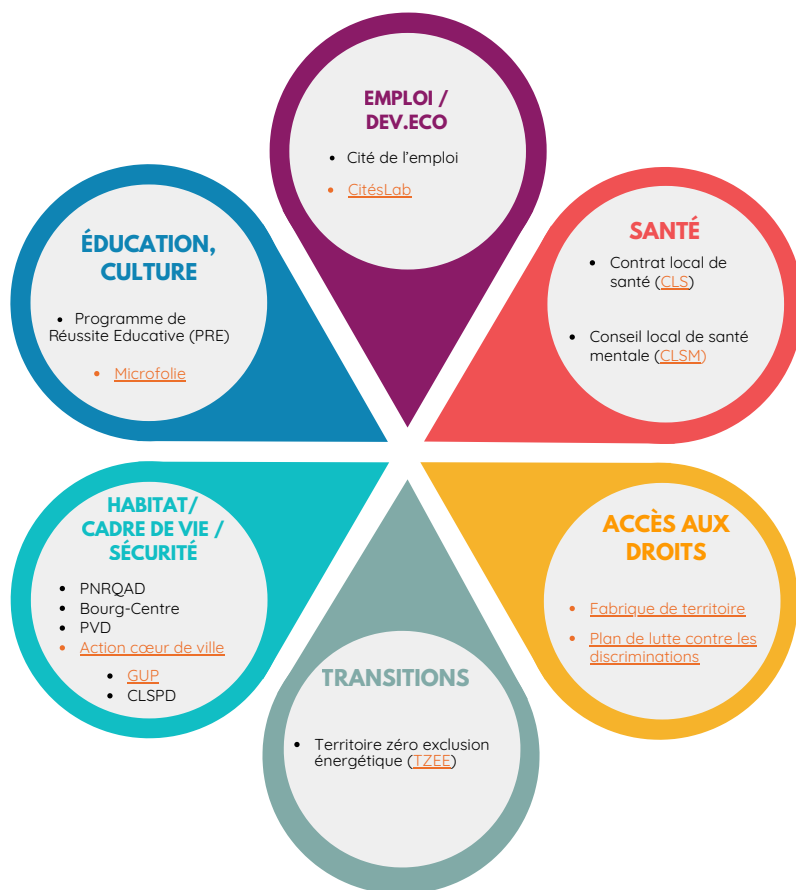 EMPLOI /
DEV.ECO
• Cité de l'emploi
• CitésLab
ÉDUCATION,
CULTURE
• Programme de
Réussite Educative (PRE)
• Microfolie
SANTÉ
• Contrat local de
santé (CLS)
• Conseil local de santé
mentale (CLSM)
HABITAT/
CADRE DE VIE /
SÉCURITÉ
• PNRQAD
• Bourg-Centre
• PVD
• Action cœur de ville
• GUP
• CLSPD
ACCÈS AUX
DROITS
• Fabrique de territoire
• Plan de lutte contre les
discriminations
TRANSITIONS
• Territoire zéro exclusion
énergétique (TZEE)